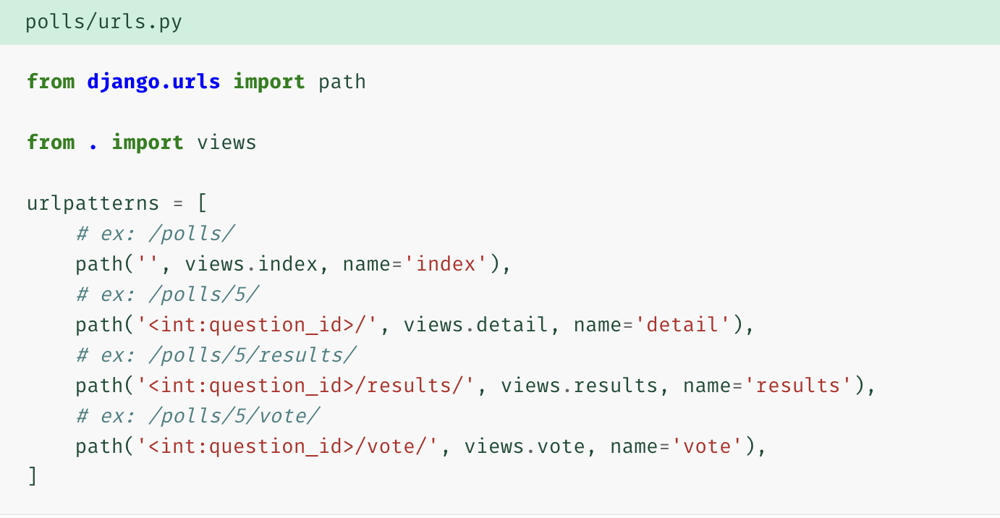 polls/urls.py
from django.urls import path
from . import views
urlpatterns = [
    # ex: /polls/
    path('', views.index, name='index'),
    # ex: /polls/5/
    path('<int:question_id>/', views.detail, name='detail'),
    # ex: /polls/5/results/
    path('<int:question_id>/results/', views.results, name='results'),
    # ex: /polls/5/vote/
    path('<int:question_id>/vote/', views.vote, name='vote'),
]